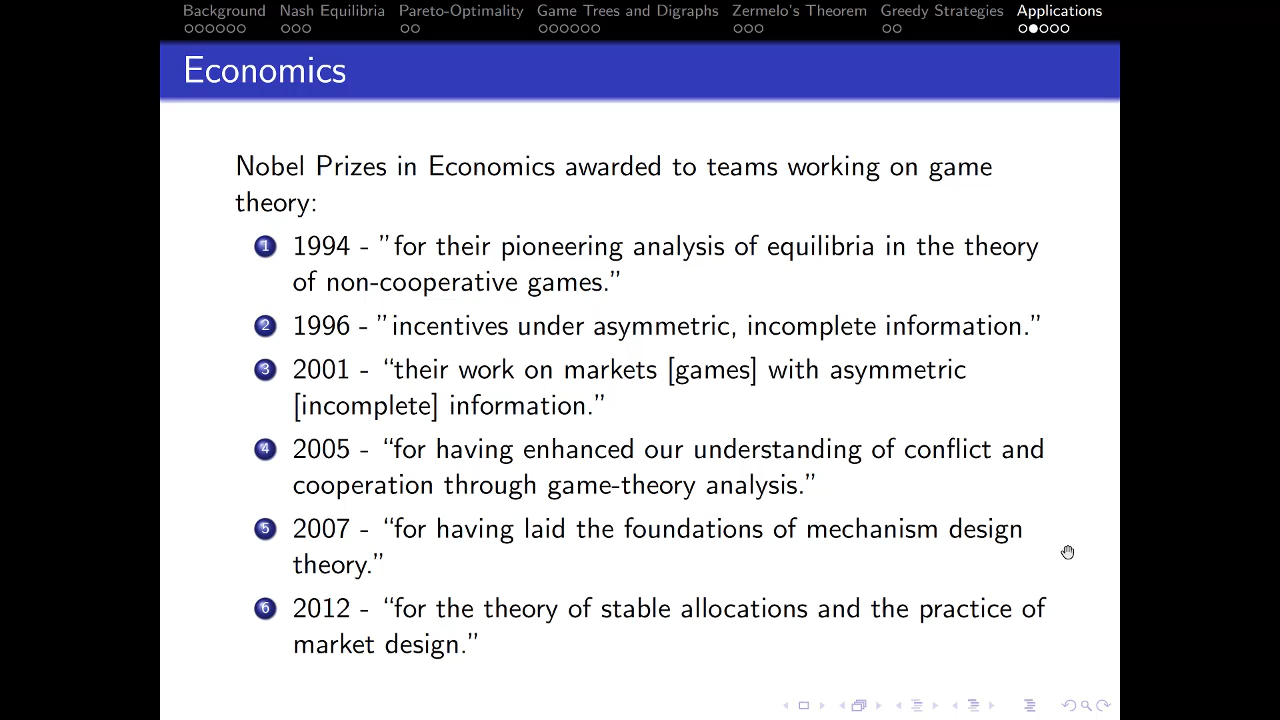 Background Nash Equilibria Pareto-Optimality Game Trees and Digraphs Zermelo's Theorem Greedy Strategies Applications
Economics
Nobel Prizes in Economics awarded to teams working on game
theory:
1 1994 - ”for their pioneering analysis of equilibria in the theory
of non-cooperative games.”
2 1996 - ”incentives under asymmetric, incomplete information.”
3 2001 - “their work on markets [games] with asymmetric
[incomplete] information.”
4 2005 - “for having enhanced our understanding of conflict and
cooperation through game-theory analysis.”
5 2007 - “for having laid the foundations of mechanism design
theory.”
6 2012 - “for the theory of stable allocations and the practice of
market design.”